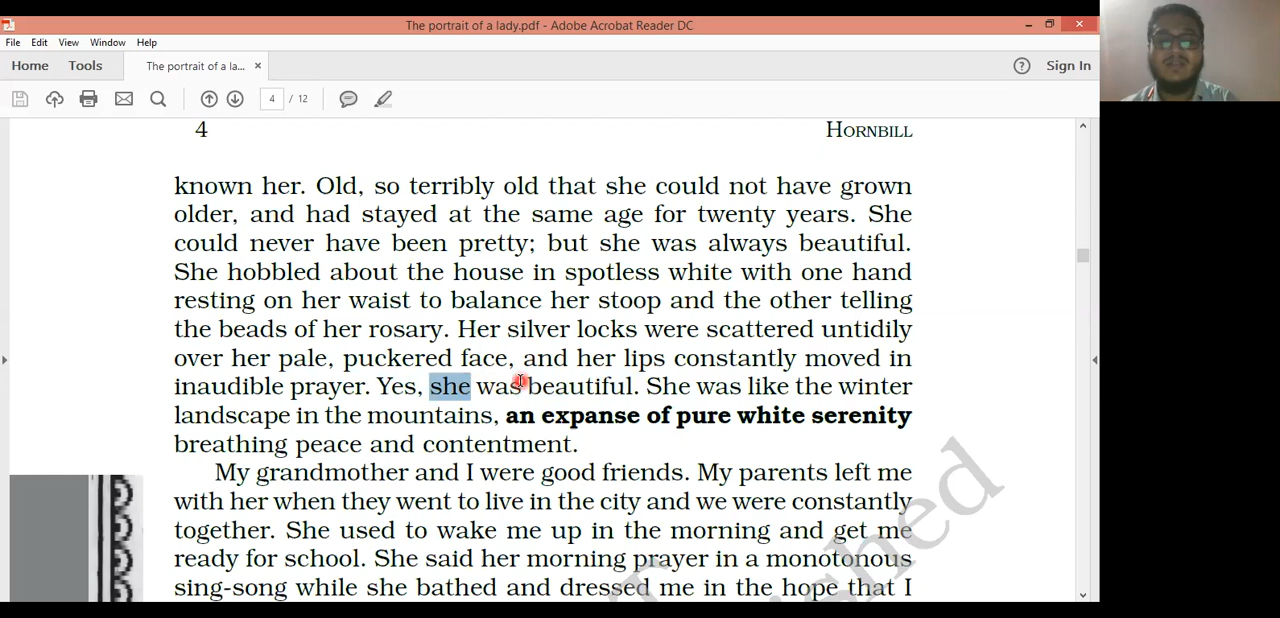 The portrait of a lady.pdf - Adobe Acrobat Reader DC
File Edit View Window Help
Home Tools The portrait of a la... × Sign In
4 / 12
4 HORNBILL
known her. Old, so terribly old that she could not have grown
older, and had stayed at the same age for twenty years. She
could never have been pretty; but she was always beautiful.
She hobbled about the house in spotless white with one hand
resting on her waist to balance her stoop and the other telling
the beads of her rosary. Her silver locks were scattered untidily
over her pale, puckered face, and her lips constantly moved in
inaudible prayer. Yes, she was beautiful. She was like the winter
landscape in the mountains, an expanse of pure white serenity
breathing peace and contentment.
My grandmother and I were good friends. My parents left me
with her when they went to live in the city and we were constantly
together. She used to wake me up in the morning and get me
ready for school. She said her morning prayer in a monotonous
sing-song while she bathed and dressed me in the hope that I